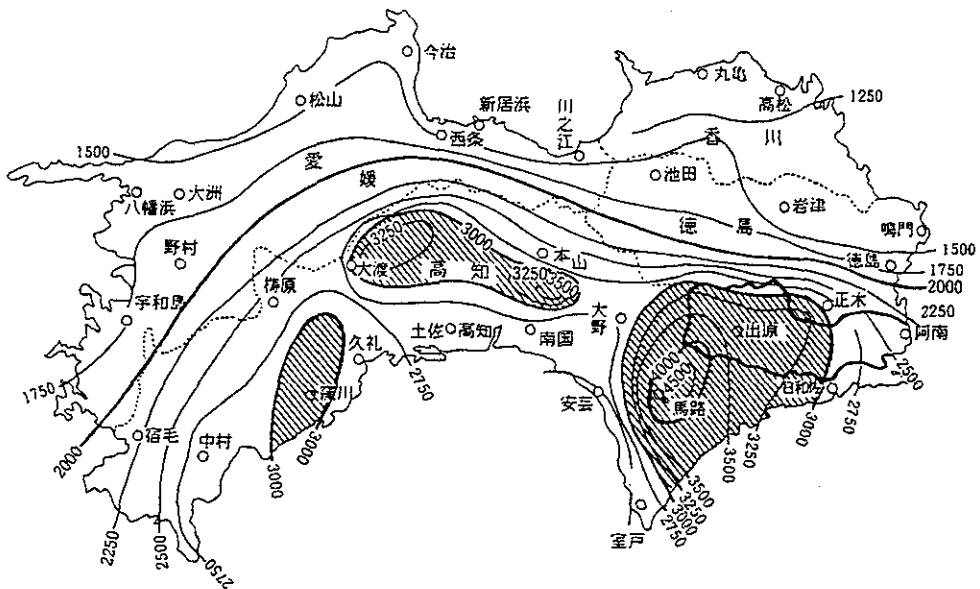 今治
丸亀
高松
1250
松山
新居浜
川之江
西条
香川
1500
愛媛
池田
八幡浜
大洲
岩津
鳴門
徳島
野村
3250
3000
本山
1500
徳島
1750
大渡
高知
3250
3500
2000
梼原
正木
2250
宇和島
大野
出原
阿南
久礼
土佐
高知
南国
2750
4000
4500
2500
1750
日和佐
馬路
安芸
2750
3000
宿毛
3000
3250
2000
中村
3500
3000
3500
3250
3000
2750
室戸
2250
2500
2750